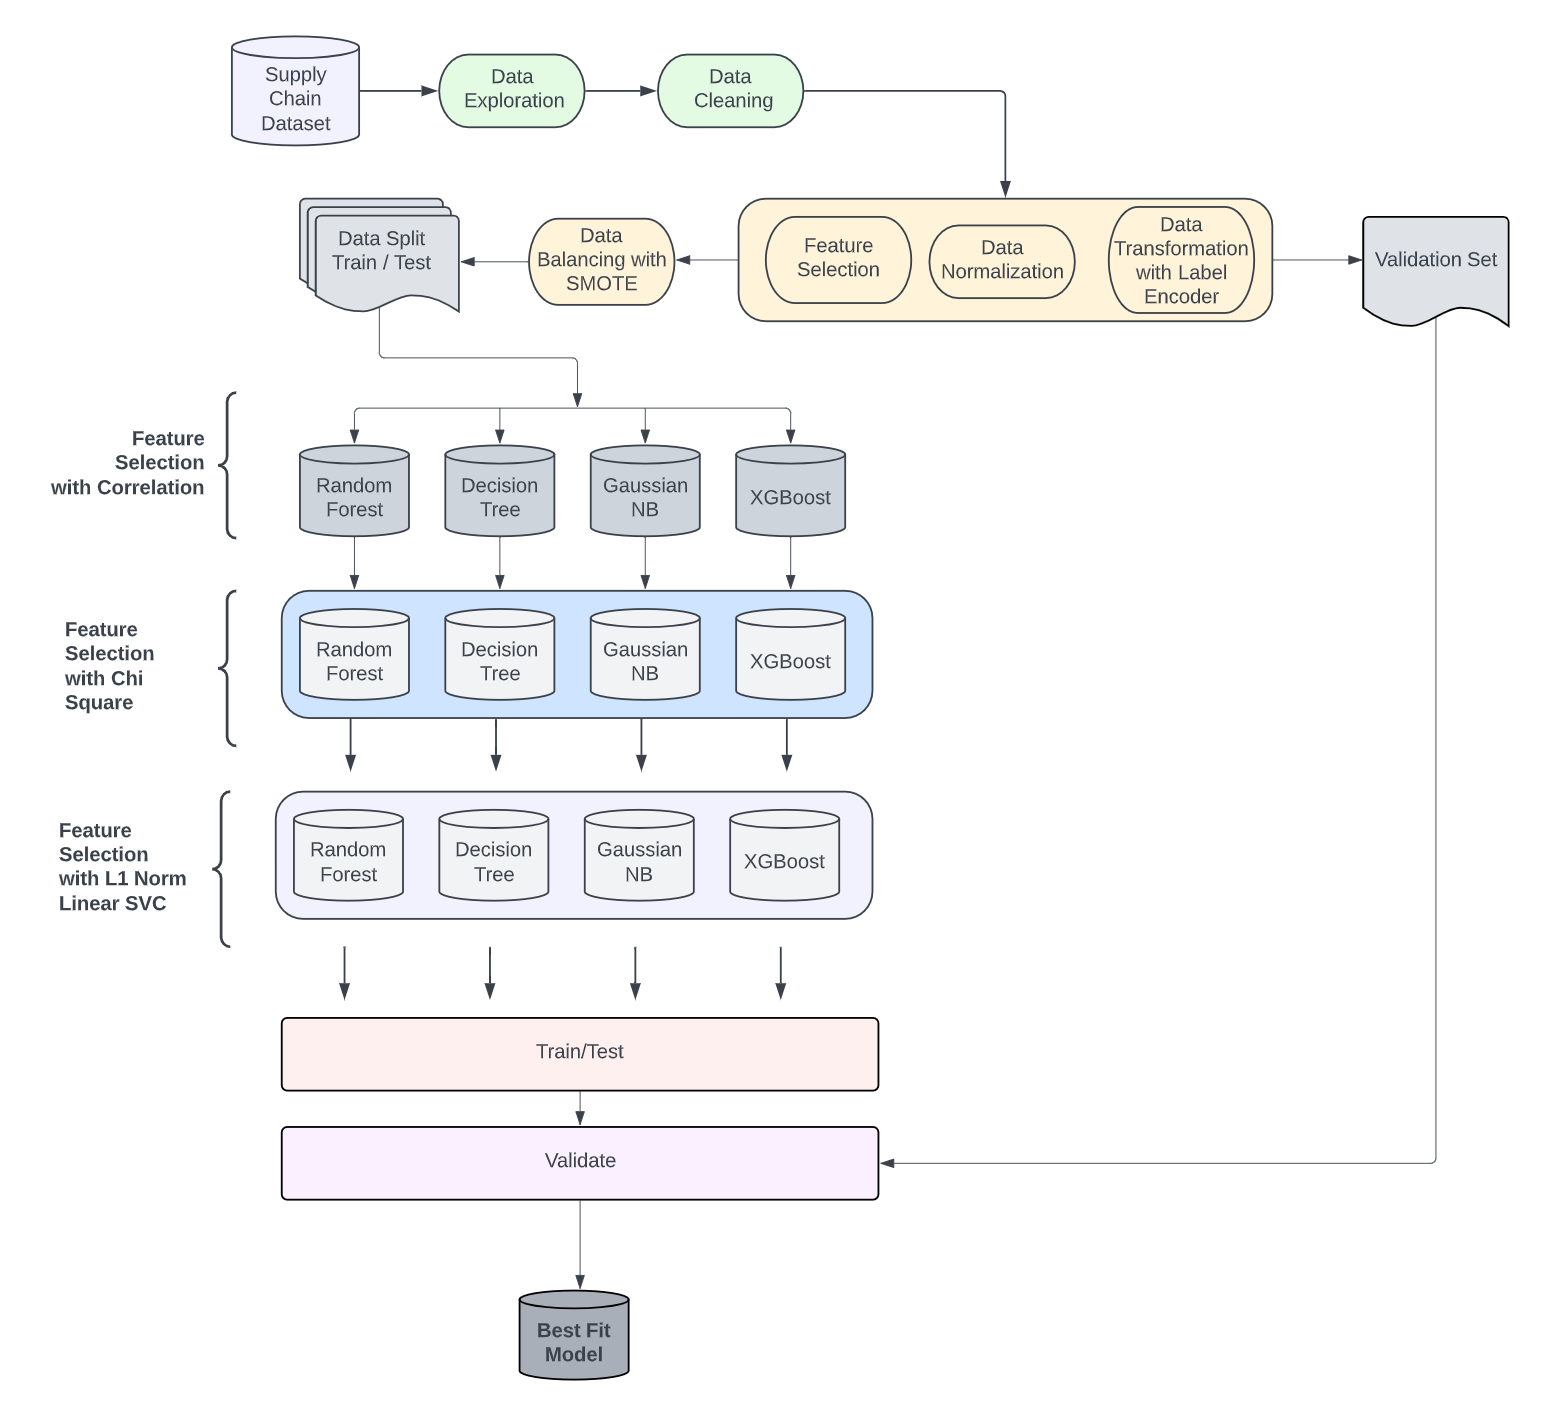 Supply
Chain
Dataset
Data
Exploration
Data
Cleaning
Data Split
Train / Test
Data
Balancing with
SMOTE
Feature
Selection
Data
Normalization
Data
Transformation
with Label
Encoder
Validation Set
Feature
Selection
with Correlation
Random
Forest
Decision
Tree
Gaussian
NB
XGBoost
Feature
Selection
with Chi
Square
Random
Forest
Decision
Tree
Gaussian
NB
XGBoost
Feature
Selection
with L1 Norm
Linear SVC
Random
Forest
Decision
Tree
Gaussian
NB
XGBoost
Train/Test
Validate
Best Fit
Model